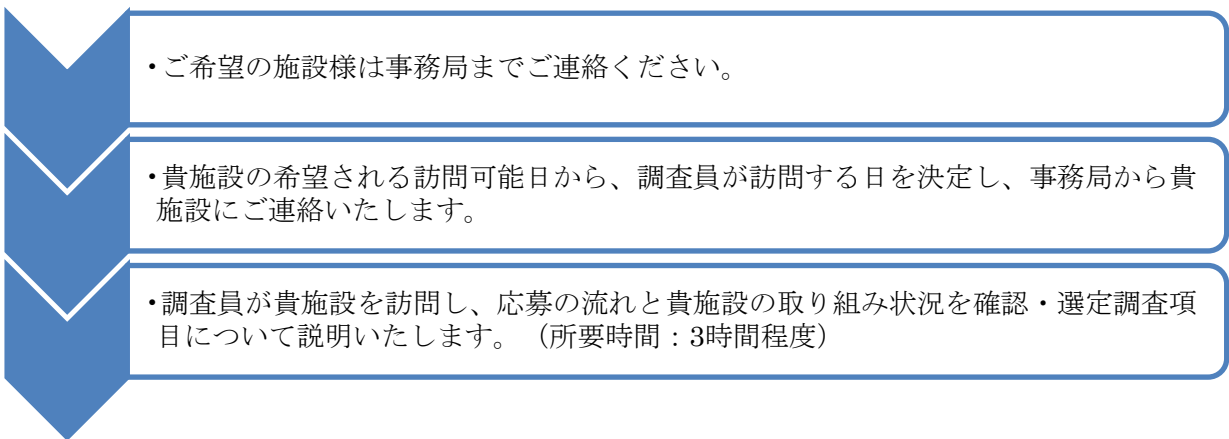 ・ご希望の施設様は事務局までご連絡ください。
・貴施設の希望される訪問可能日から、調査員が訪問する日を決定し、事務局から貴
施設にご連絡いたします。
・調査員が貴施設を訪問し、応募の流れと貴施設の取り組み状況を確認・選定調査項
目について説明いたします。（所要時間：3時間程度）